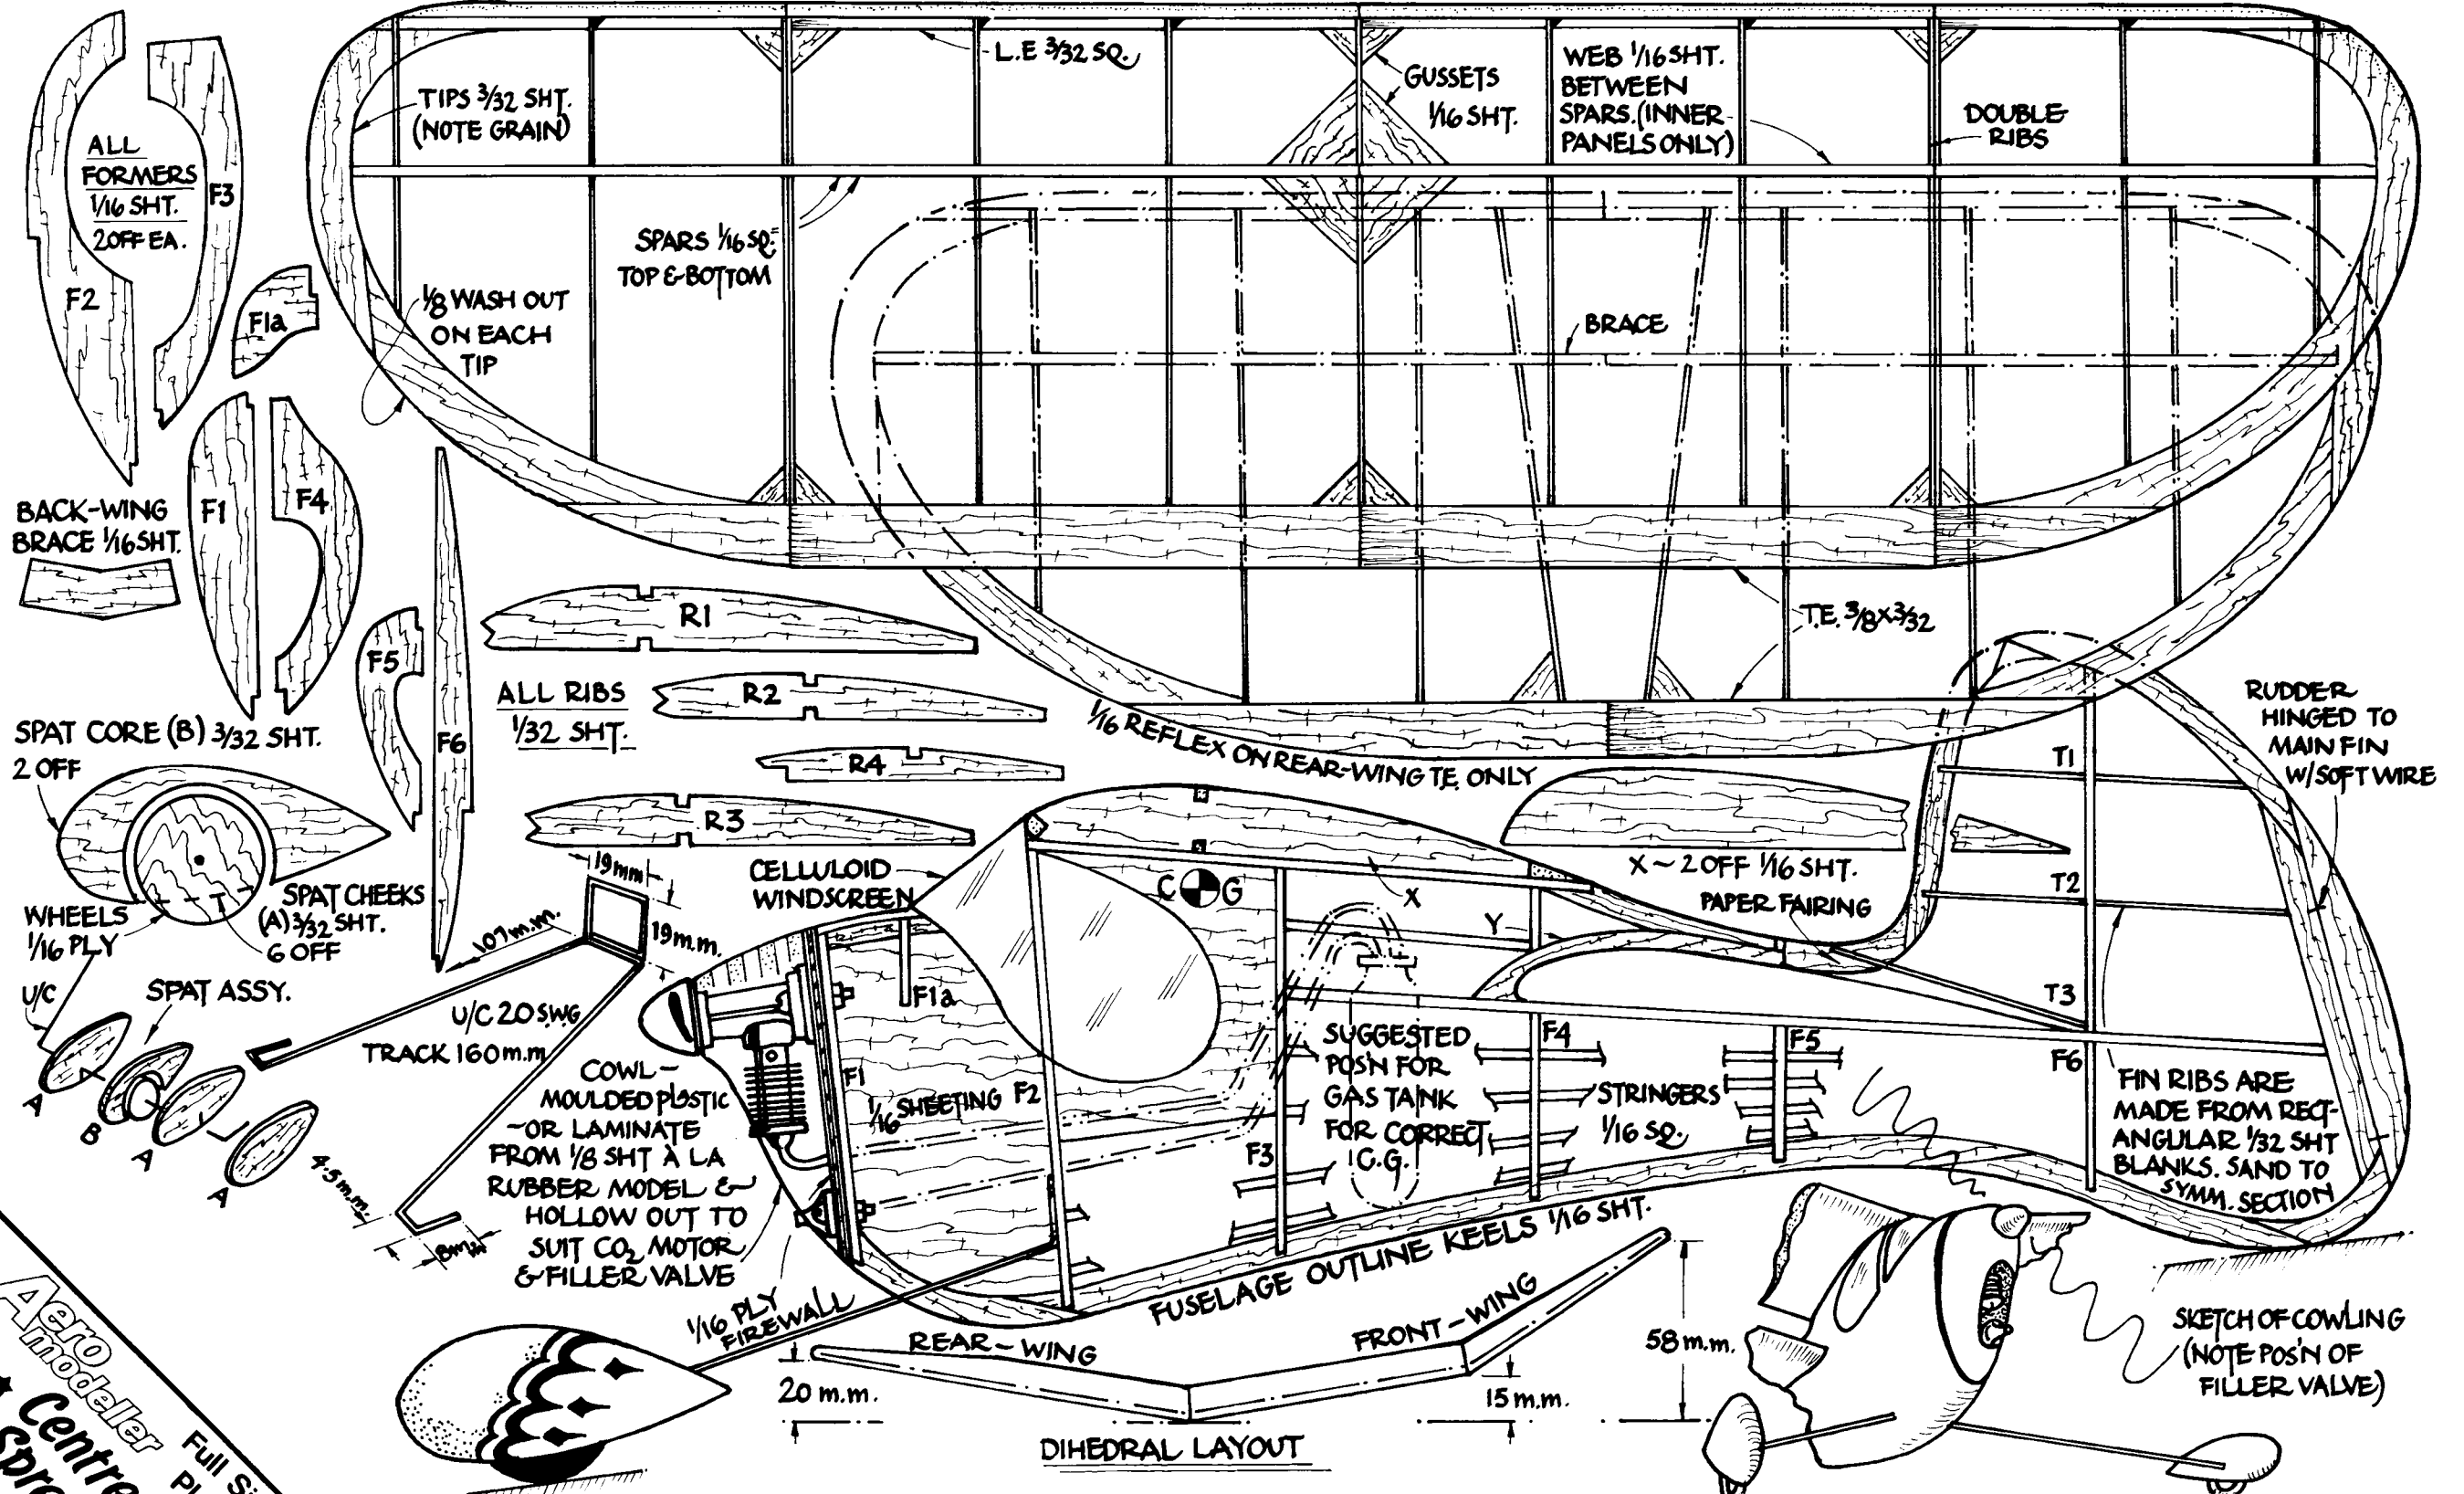 L.E 3/32 SQ.
TIPS 3/32 SHT.
(NOTE GRAIN)
GUSSETS
1/16 SHT.
WEB 1/16 SHT.
BETWEEN
SPARS. (INNER
PANELS ONLY)
DOUBLE
RIBS
ALL
FORMERS
1/16 SHT.
2 OFF EA.
F3
F2
F1a
SPARS 1/16 SQ.
TOP & BOTTOM
1/8 WASH OUT
ON EACH
TIP
BRACE
F1
F4
BACK-WING
BRACE 1/16 SHT.
F5
F6
R1
ALL RIBS
1/32 SHT.
R2
R4
R3
T.E. 3/8 X 3/32
1/16 REFLEX ON REAR-WING T.E. ONLY
RUDDER
HINGED TO
MAIN FIN
W/SOFT WIRE
SPAT CORE (B) 3/32 SHT.
2 OFF
SPAT CHEEKS
(A) 3/32 SHT.
6 OFF
WHEELS
1/16 PLY
U/C
SPAT ASSY.
A
B
A
A
19mm
19m.m.
107m.m.
U/C 20 SWG
TRACK 160m.m
4.5m.m.
8m.m
CELLULOID
WINDSCREEN
C G
X
Y
X ~ 2 OFF 1/16 SHT.
PAPER FAIRING
T1
T2
T3
F1a
F1
1/16 SHEETING
F2
F3
SUGGESTED
POS'N FOR
GAS TANK
FOR CORRECT
C.G.
F4
STRINGERS
1/16 SQ.
F5
F6
FIN RIBS ARE
MADE FROM RECT-
ANGULAR 1/32 SHT
BLANKS. SAND TO
SYMM. SECTION
COWL -
MOULDED PLASTIC
- OR LAMINATE
FROM 1/8 SHT À LA
RUBBER MODEL &
HOLLOW OUT TO
SUIT CO2 MOTOR
& FILLER VALVE
1/16 PLY
FIREWALL
FUSELAGE OUTLINE KEELS 1/16 SHT.
REAR-WING
FRONT-WING
20 m.m.
15 m.m.
58 m.m.
DIHEDRAL LAYOUT
SKETCH OF COWLING
(NOTE POS'N OF
FILLER VALVE)
Aero
modeller
Centre
Full